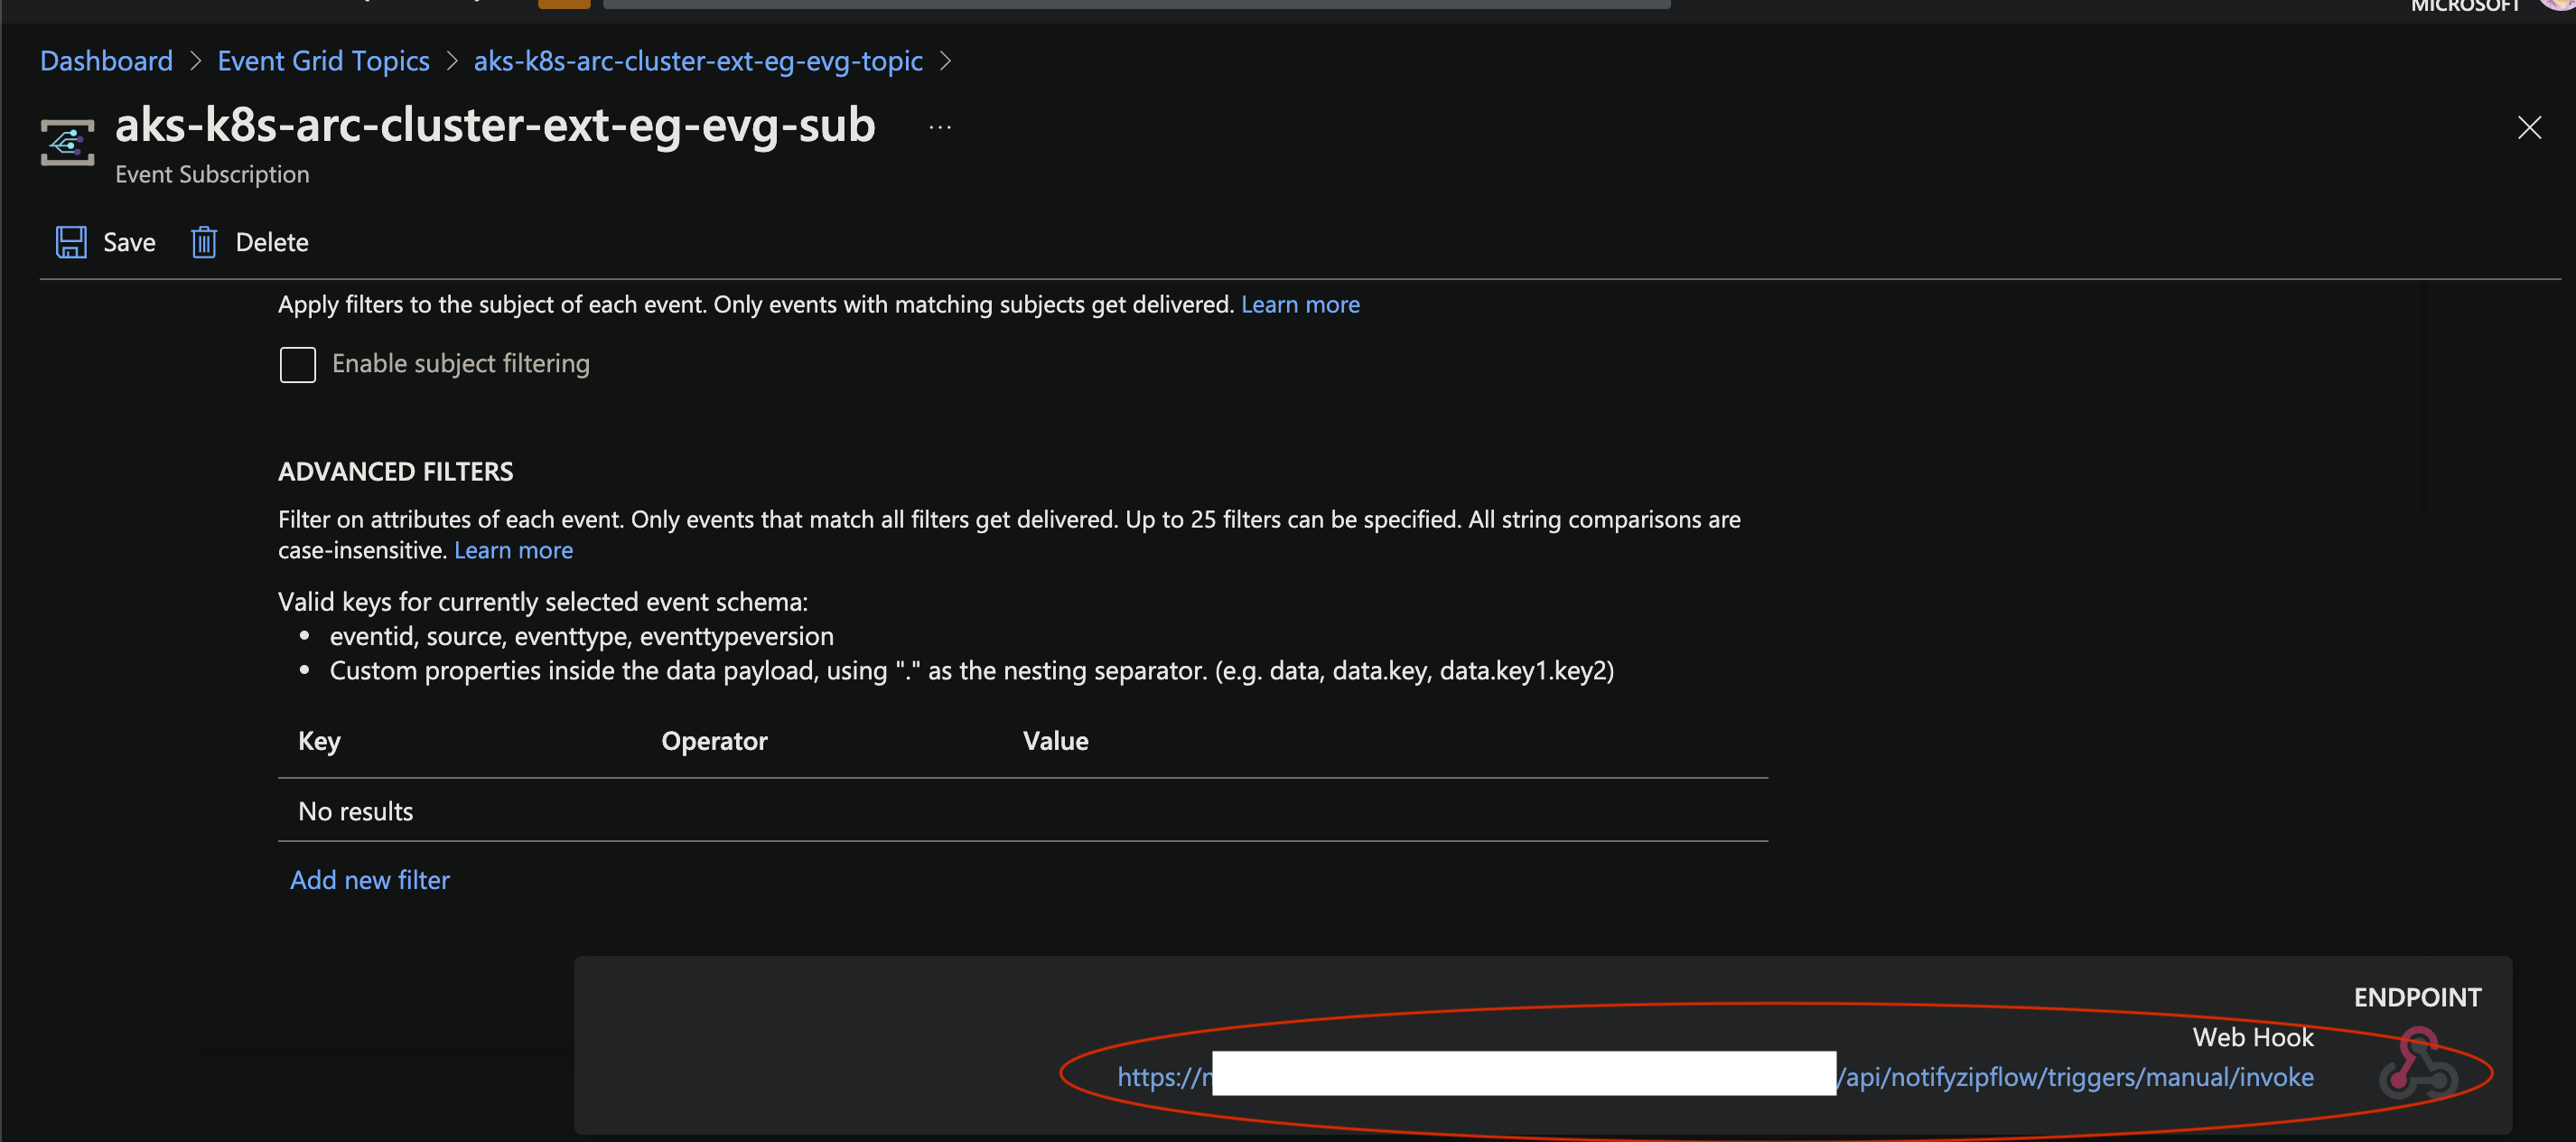 MICROSOFT
Dashboard > Event Grid Topics > aks-k8s-arc-cluster-ext-eg-evg-topic >
aks-k8s-arc-cluster-ext-eg-evg-sub ...
Event Subscription
Save Delete
Apply filters to the subject of each event. Only events with matching subjects get delivered. Learn more
Enable subject filtering
ADVANCED FILTERS
Filter on attributes of each event. Only events that match all filters get delivered. Up to 25 filters can be specified. All string comparisons are
case-insensitive. Learn more
Valid keys for currently selected event schema:
• eventid, source, eventtype, eventtypeversion
• Custom properties inside the data payload, using "." as the nesting separator. (e.g. data, data.key, data.key1.key2)
Key Operator Value
No results
Add new filter
ENDPOINT
Web Hook
https://n /api/notifyzipflow/triggers/manual/invoke